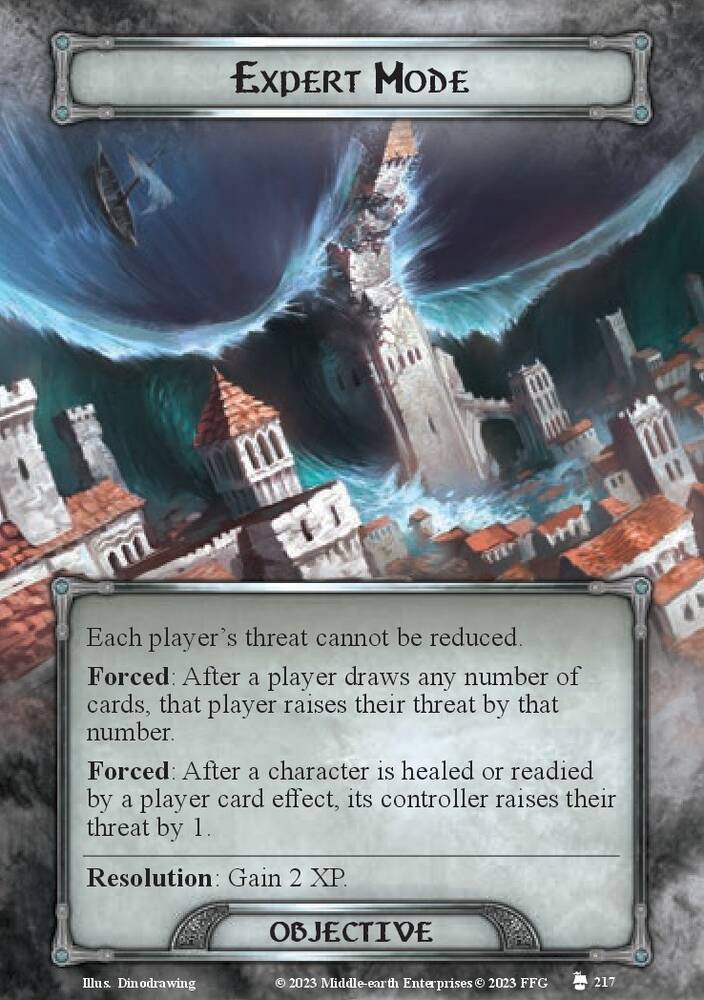 Expert Mode
Each player's threat cannot be reduced.
Forced: After a player draws any number of
cards, that player raises their threat by that
number.
Forced: After a character is healed or readied
by a player card effect, its controller raises their
threat by 1.
Resolution: Gain 2 XP.
OBJECTIVE
Illus. Dinodrawing © 2023 Middle-earth Enterprises © 2023 FFG 217